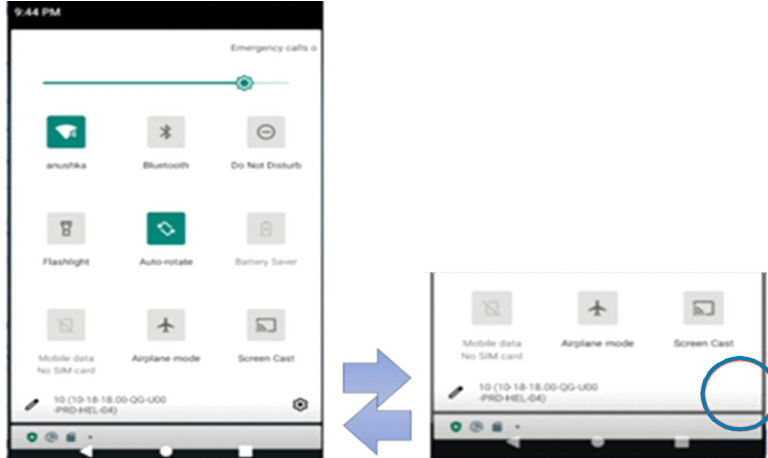 9:44 PM
Emergency calls o
anushka
Bluetooth
Do Not Disturb
Flashlight
Auto-rotate
Battery Saver
Mobile data
No SIM card
Airplane mode
Screen Cast
10 (10-18-18.00-QG-U00
-PRD-HEL-04)
Mobile data
No SIM card
Airplane mode
Screen Cast
10 (10-18-18.00-QG-U00
-PRD-HEL-04)